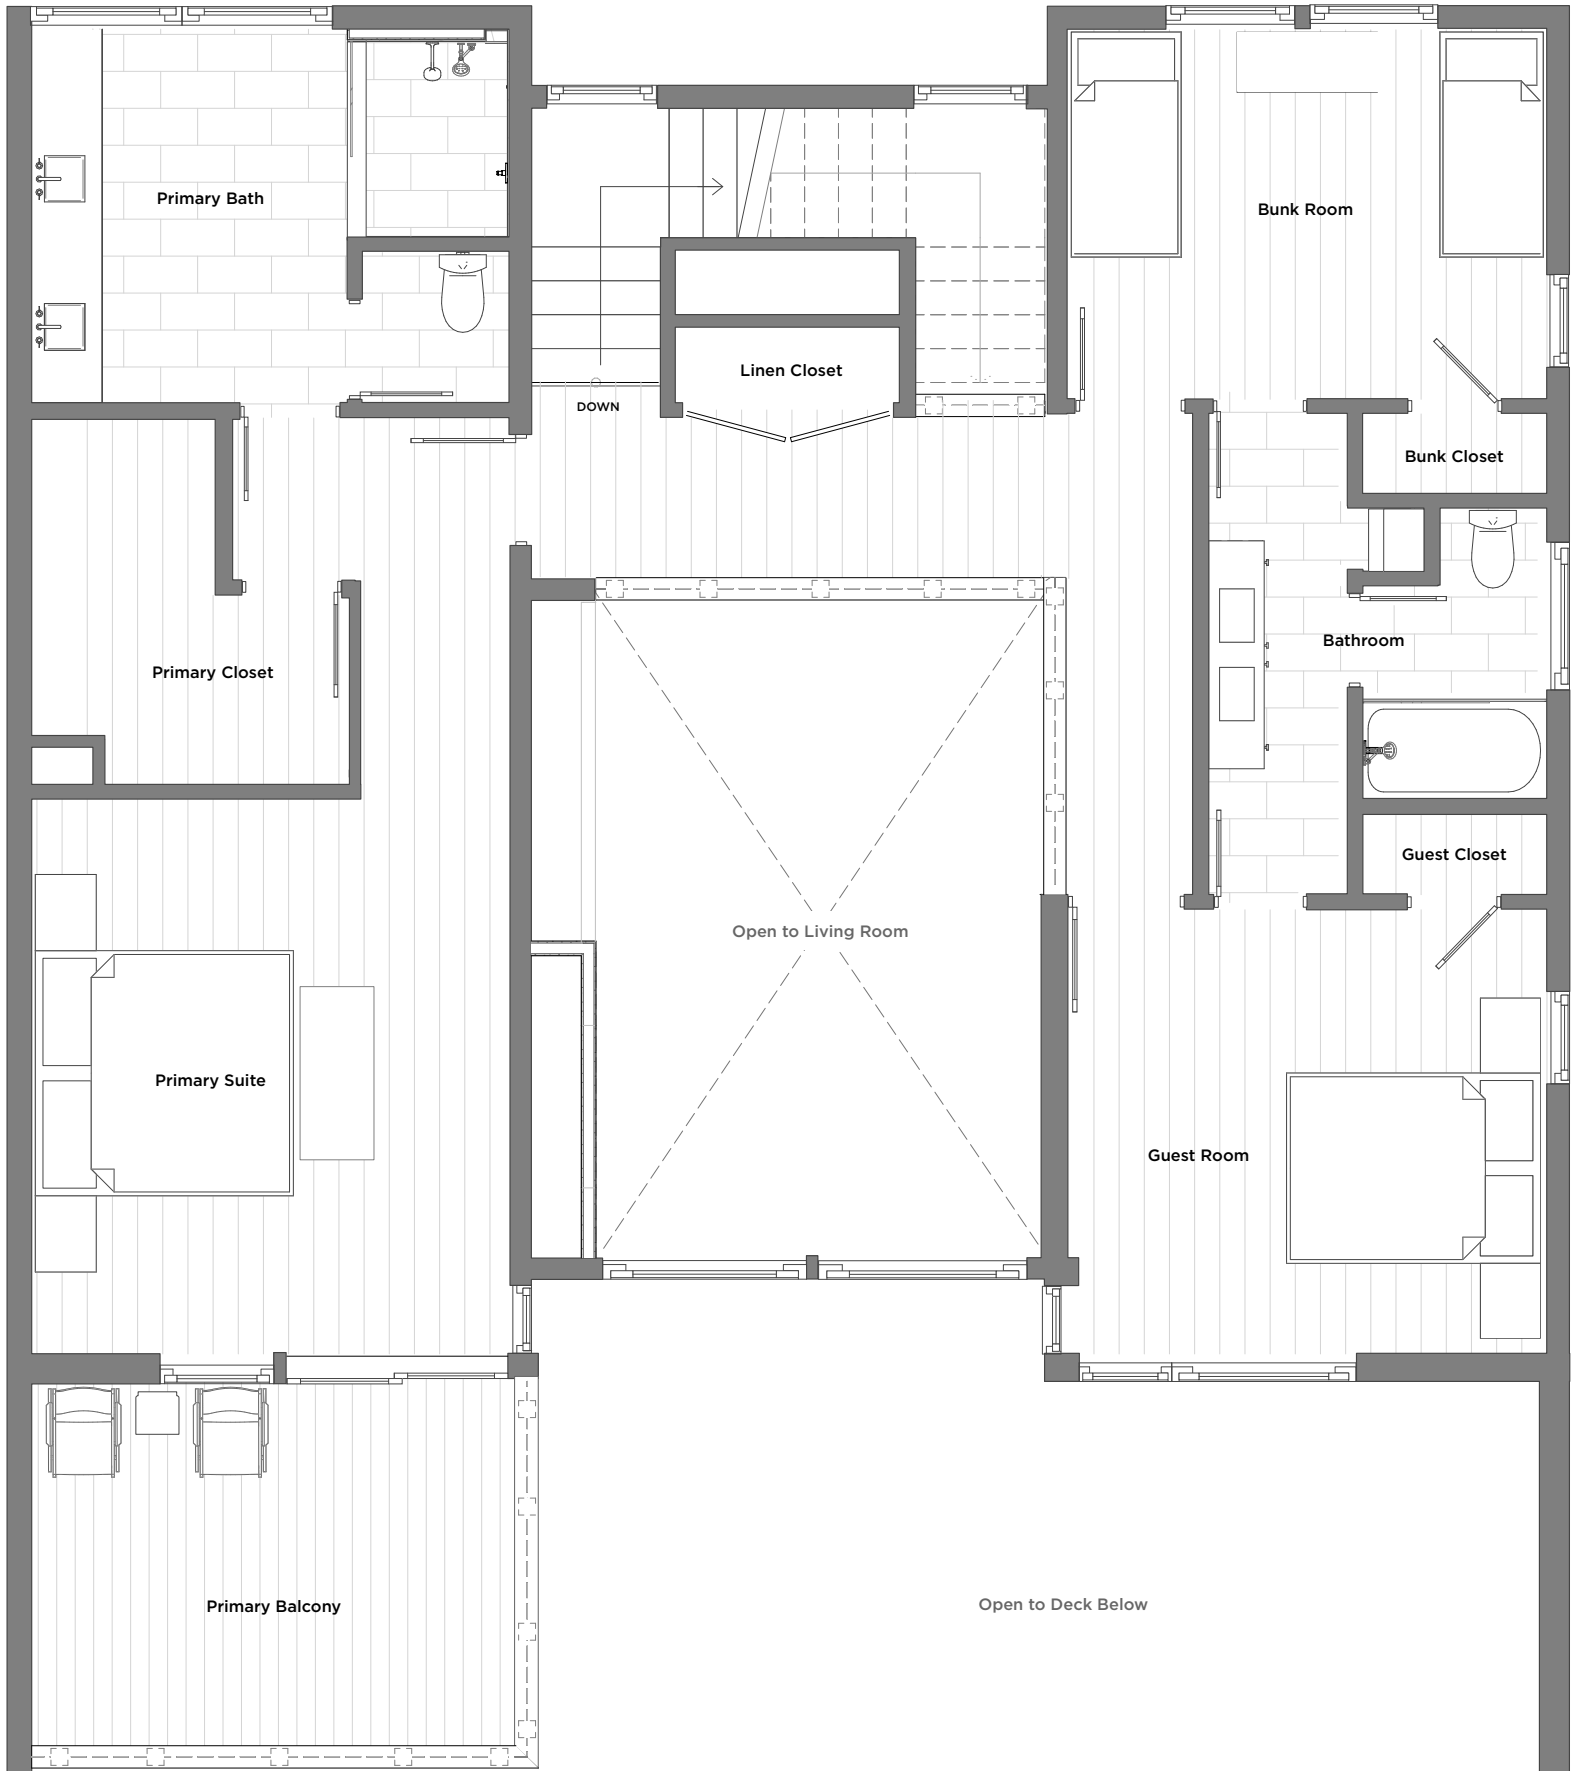 Primary Bath
Bunk Room
Linen Closet
DOWN
Bunk Closet
Bathroom
Primary Closet
Guest Closet
Open to Living Room
Primary Suite
Guest Room
Primary Balcony
Open to Deck Below